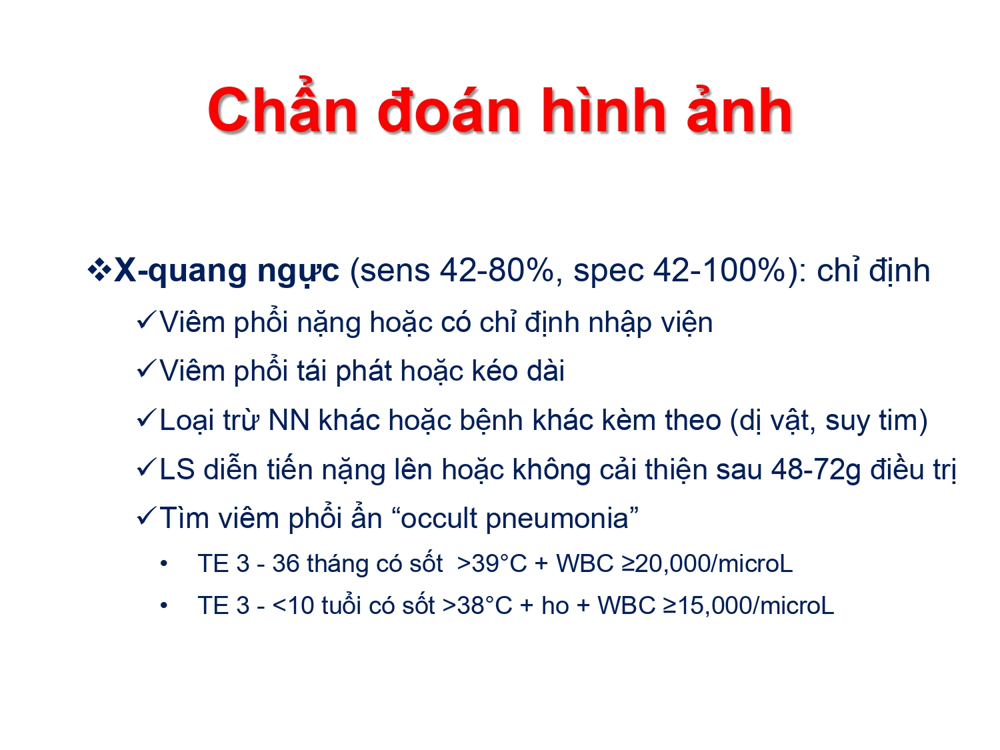 Chẩn đoán hình ảnh
❖X-quang ngực (sens 42-80%, spec 42-100%): chỉ định
✓Viêm phổi nặng hoặc có chỉ định nhập viện
✓Viêm phổi tái phát hoặc kéo dài
✓Loại trừ NN khác hoặc bệnh khác kèm theo (dị vật, suy tim)
✓LS diễn tiến nặng lên hoặc không cải thiện sau 48-72g điều trị
✓Tìm viêm phổi ẩn “occult pneumonia”
• TE 3 - 36 tháng có sốt >39°C + WBC ≥20,000/microL
• TE 3 - <10 tuổi có sốt >38°C + ho + WBC ≥15,000/microL